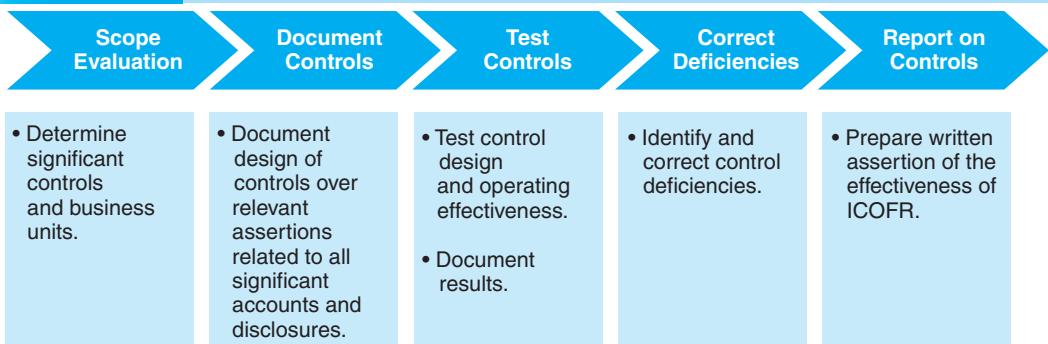 Scope
Evaluation
Document
Controls
Test
Controls
Correct
Deficiencies
Report on
Controls
• Determine
significant
controls
and business
units.
• Document
design of
controls over
relevant
assertions
related to all
significant
accounts and
disclosures.
• Test control
design
and operating
effectiveness.
• Document
results.
• Identify and
correct control
deficiencies.
• Prepare written
assertion of the
effectiveness of
ICOFR.